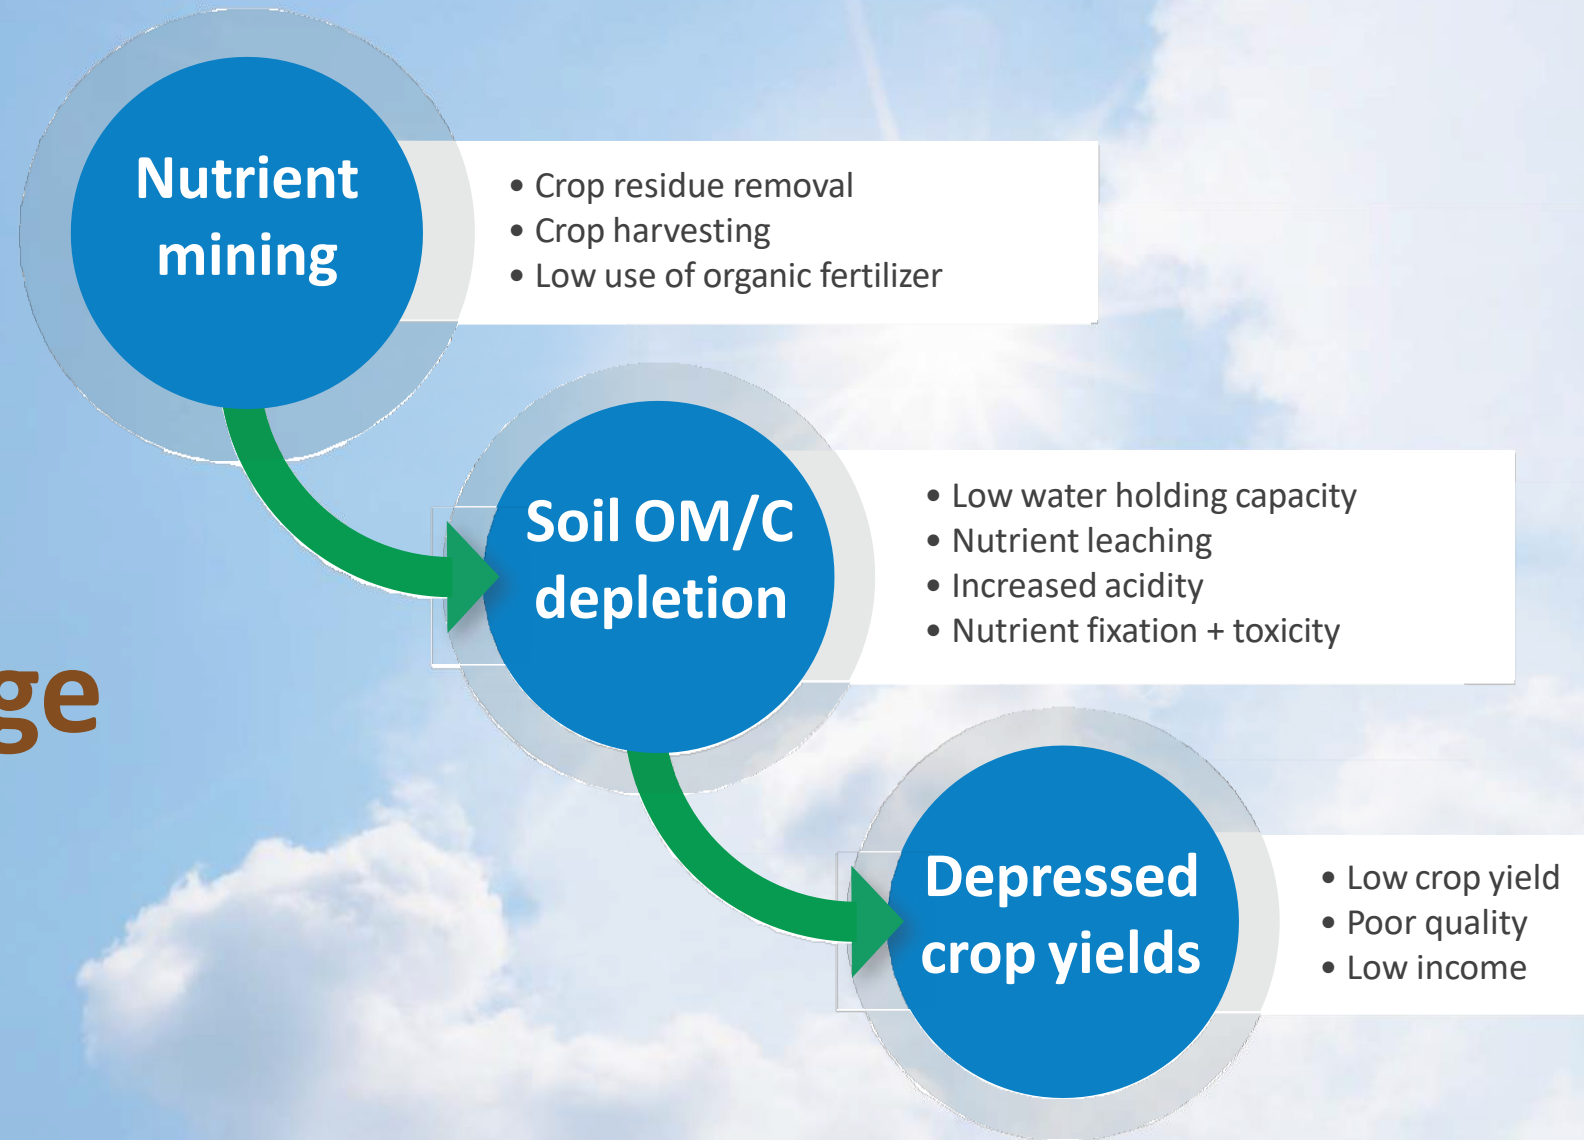 Nutrient
mining
• Crop residue removal
• Crop harvesting
• Low use of organic fertilizer
Soil OM/C
depletion
• Low water holding capacity
• Nutrient leaching
• Increased acidity
• Nutrient fixation + toxicity
ge
Depressed
crop yields
• Low crop yield
• Poor quality
• Low income